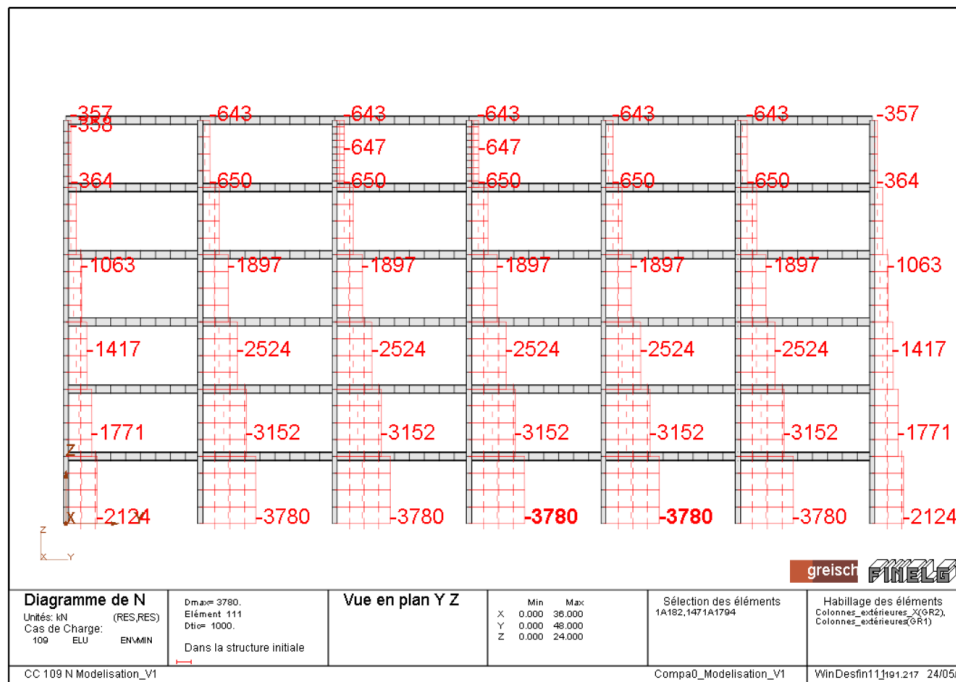 -357 -643 -643 -643 -643 -643 -357
-358
-647 -647
-364 -650 -650 -650 -650 -650 -364
-1063 -1897 -1897 -1897 -1897 -1897 -1063
-1417 -2524 -2524 -2524 -2524 -2524 -1417
-1771 -3152 -3152 -3152 -3152 -3152 -1771
Z
X Y
-2124 -3780 -3780 -3780 -3780 -3780 -2124
Z
X Y
greisch FINELG
Diagramme de N
Unités: kN (RES,RES)
Cas de Charge:
109 ELU ENVMIN
Dmax= 3780.
Elément 111
Dtic= 1000.
Dans la structure initiale
Vue en plan Y Z
Min Max
X 0.000 36.000
Y 0.000 48.000
Z 0.000 24.000
Sélection des éléments
1A182,1471A1794
Habillage des éléments
Colonnes_extérieures_X(GR2),
Colonnes_extérieures(GR1)
CC 109 N Modelisation_V1
Compa0_Modelisation_V1
24/05/